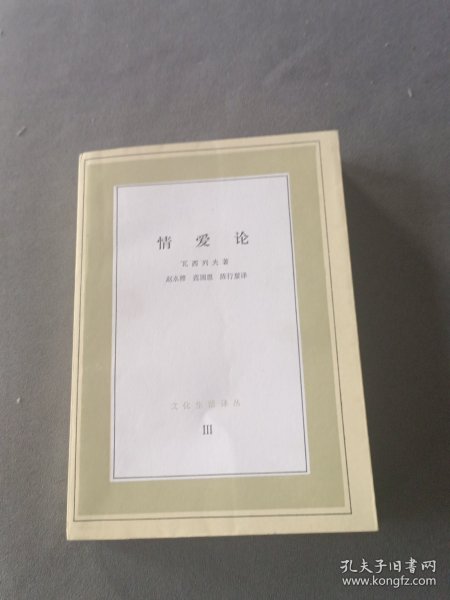 情爱论
瓦西列夫著
赵永穆 范国恩 陈行慧译
文化生活译丛
III
孔夫子旧书网
www.kongfz.com